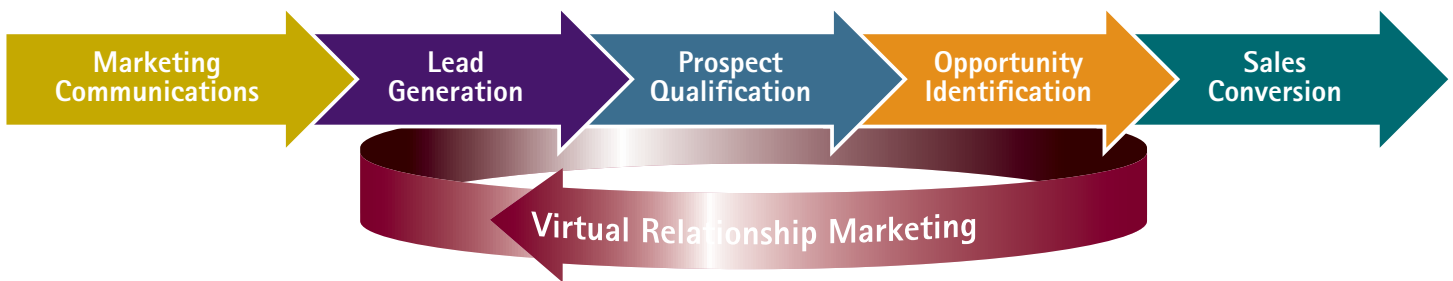 Marketing
Communications
Lead
Generation
Prospect
Qualification
Opportunity
Identification
Sales
Conversion
Virtual Relationship Marketing